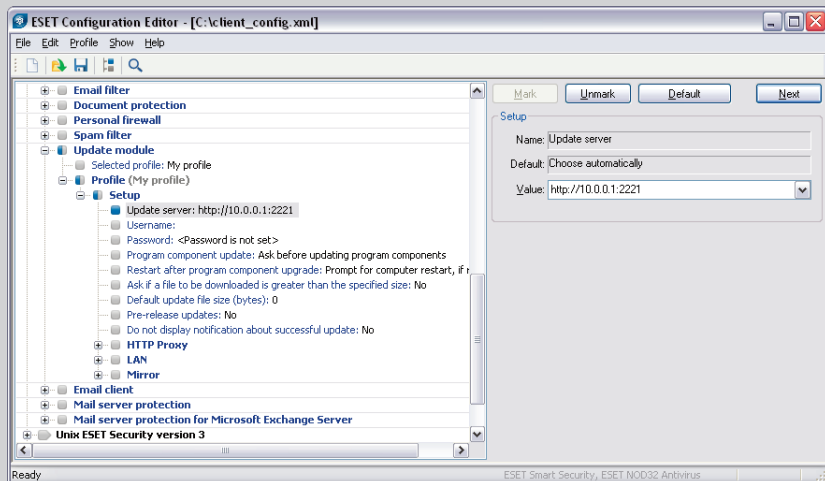 ESET Configuration Editor - [C:\client_config.xml]
File Edit Profile Show Help
Email filter
Document protection
Personal firewall
Spam filter
Update module
Selected profile: My profile
Profile (My profile)
Setup
Update server: http://10.0.0.1:2221
Username:
Password: <Password is not set>
Program component update: Ask before updating program components
Restart after program component upgrade: Prompt for computer restart, if
Ask if a file to be downloaded is greater than the specified size: No
Default update file size (bytes): 0
Pre-release updates: No
Do not display notification about successful update: No
HTTP Proxy
LAN
Mirror
Email client
Mail server protection
Mail server protection for Microsoft Exchange Server
Unix ESET Security version 3
Mark Unmark Default Next
Setup
Name: Update server
Default: Choose automatically
Value: http://10.0.0.1:2221
Ready
ESET Smart Security, ESET NOD32 Antivirus